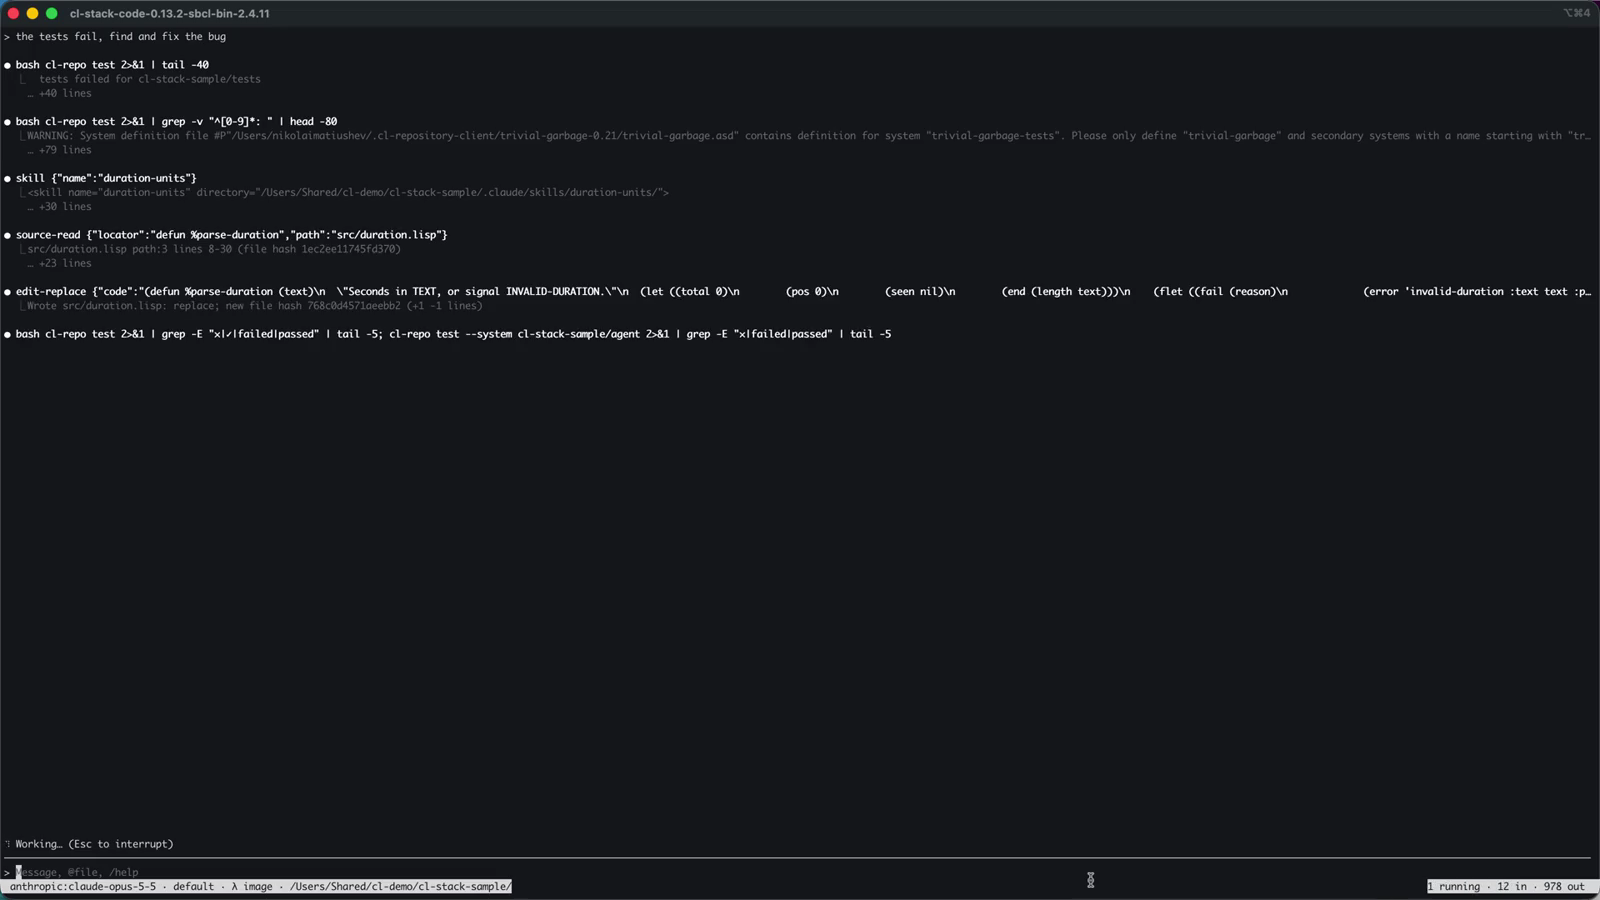 cl-stack-code-0.13.2-sbcl-bin-2.4.11
⌥⌘4
> the tests fail, find and fix the bug
● bash cl-repo test 2>&1 | tail -40
⎿  tests failed for cl-stack-sample/tests
… +40 lines
● bash cl-repo test 2>&1 | grep -v "^[0-9]*: " | head -80
⎿WARNING: System definition file #P"/Users/nikolaimatiushev/.cl-repository-client/trivial-garbage-0.21/trivial-garbage.asd" contains definition for system "trivial-garbage-tests". Please only define "trivial-garbage" and secondary systems with a name starting with "tr…
… +79 lines
● skill {"name":"duration-units"}
⎿<skill name="duration-units" directory="/Users/Shared/cl-demo/cl-stack-sample/.claude/skills/duration-units/">
… +30 lines
● source-read {"locator":"defun %parse-duration","path":"src/duration.lisp"}
⎿src/duration.lisp path:3 lines 8-30 (file hash 1ec2ee11745fd370)
… +23 lines
● edit-replace {"code":"(defun %parse-duration (text)\n  \"Seconds in TEXT, or signal INVALID-DURATION.\"\n  (let ((total 0)\n        (pos 0)\n        (seen nil)\n        (end (length text)))\n    (flet ((fail (reason)\n             (error 'invalid-duration :text text :p…
⎿Wrote src/duration.lisp: replace; new file hash 768c0d4571aeebb2 (+1 -1 lines)
● bash cl-repo test 2>&1 | grep -E "×|✓|failed|passed" | tail -5; cl-repo test --system cl-stack-sample/agent 2>&1 | grep -E "×|failed|passed" | tail -5
Working… (Esc to interrupt)
> Message, @file, /help
anthropic:claude-opus-5-5 · default · λ image · /Users/Shared/cl-demo/cl-stack-sample/
1 running · 12 in · 978 out